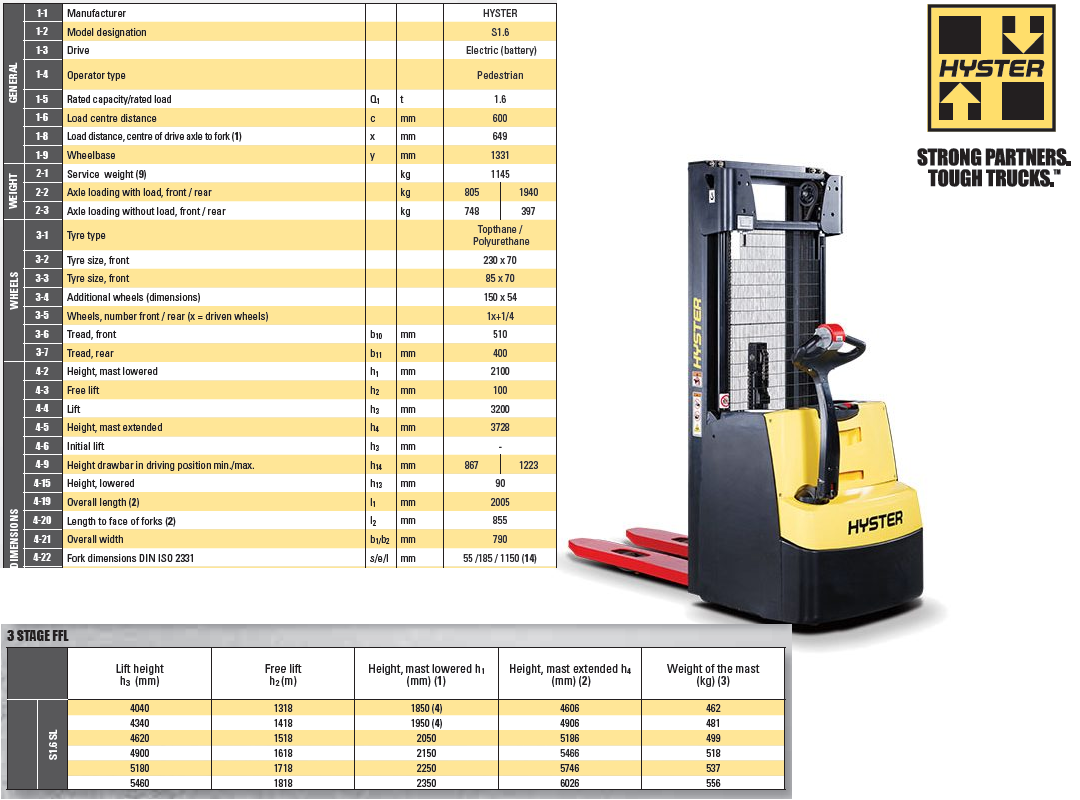 GENERAL
1-1 Manufacturer HYSTER
1-2 Model designation S1.6
1-3 Drive Electric (battery)
1-4 Operator type Pedestrian
1-5 Rated capacity/rated load Q1 t 1.6
1-6 Load centre distance c mm 600
1-8 Load distance, centre of drive axle to fork (1) x mm 649
1-9 Wheelbase y mm 1331
WEIGHT
2-1 Service weight (9) kg 1145
2-2 Axle loading with load, front / rear kg 805 1940
2-3 Axle loading without load, front / rear kg 748 397
WHEELS
3-1 Tyre type Topthane /
Polyurethane
3-2 Tyre size, front 230 x 70
3-3 Tyre size, front 85 x 70
3-4 Additional wheels (dimensions) 150 x 54
3-5 Wheels, number front / rear (x = driven wheels) 1x+1/4
3-6 Tread, front b10 mm 510
3-7 Tread, rear b11 mm 400
DIMENSIONS
4-2 Height, mast lowered h1 mm 2100
4-3 Free lift h2 mm 100
4-4 Lift h3 mm 3200
4-5 Height, mast extended h4 mm 3728
4-6 Initial lift h3 mm -
4-9 Height drawbar in driving position min./max. h14 mm 867 1223
4-15 Height, lowered h13 mm 90
4-19 Overall length (2) l1 mm 2005
4-20 Length to face of forks (2) l2 mm 855
4-21 Overall width b1/b2 mm 790
4-22 Fork dimensions DIN ISO 2331 s/e/l mm 55 /185 / 1150 (14)
HYSTER
STRONG PARTNERS.
TOUGH TRUCKS.™
HYSTER
HYSTER
3 STAGE FFL
Lift height Free lift Height, mast lowered h1 Height, mast extended h4 Weight of the mast
h3 (mm) h2 (m) (mm) (1) (mm) (2) (kg) (3)
S1.6 SL
4040 1318 1850 (4) 4606 462
4340 1418 1950 (4) 4906 481
4620 1518 2050 5186 499
4900 1618 2150 5466 518
5180 1718 2250 5746 537
5460 1818 2350 6026 556